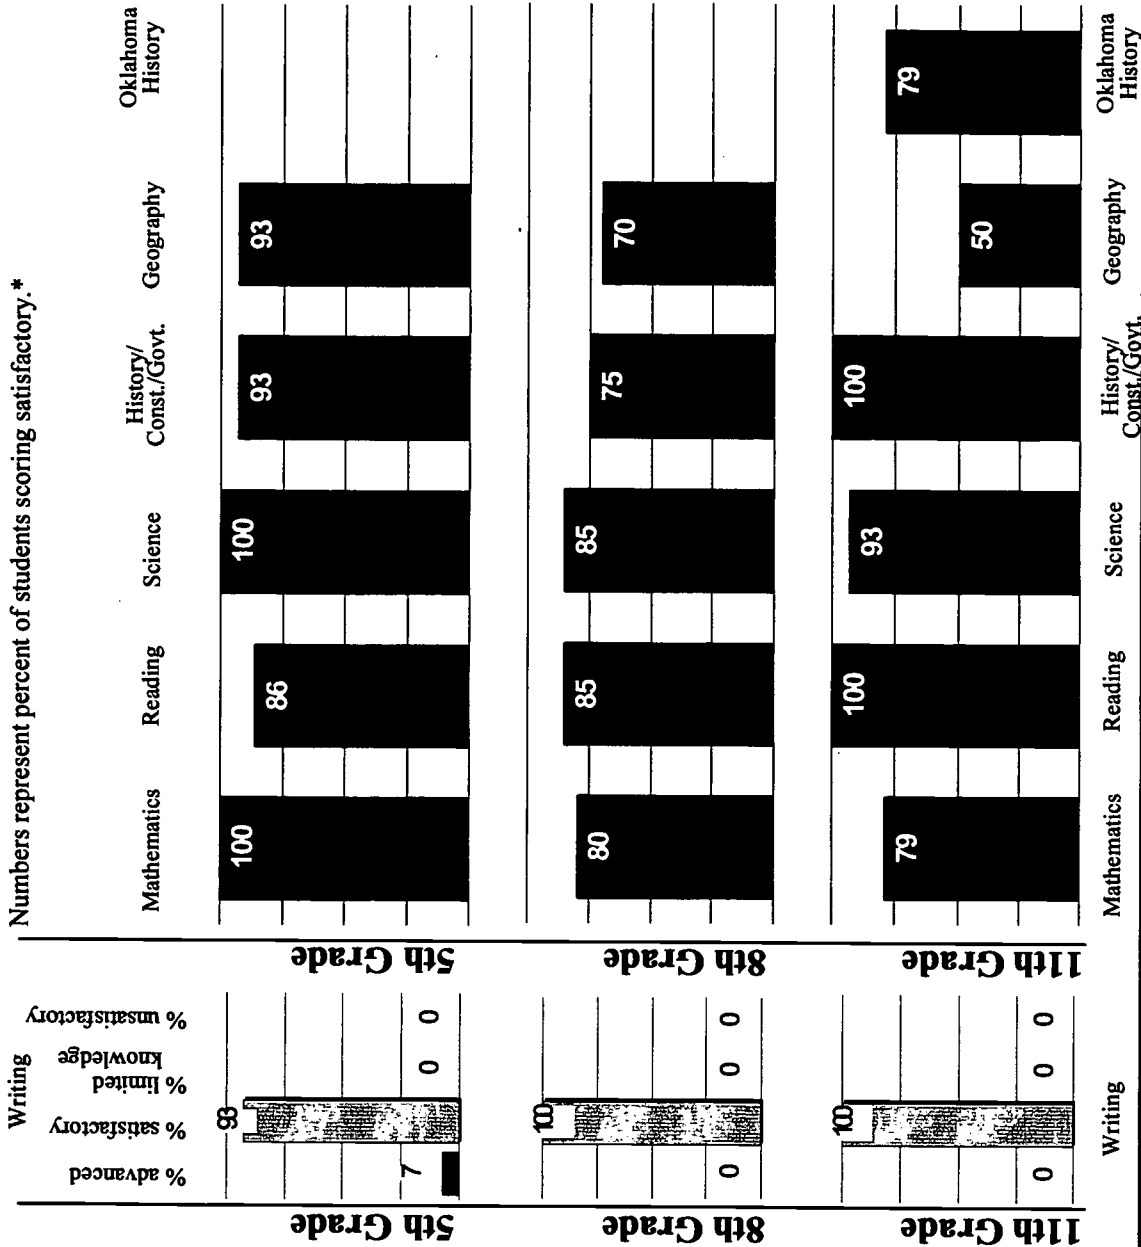 Numbers represent percent of students scoring satisfactory.*
Writing
% advanced
% satisfactory
% limited
knowledge
% unsatisfactory
Mathematics
Reading
Science
History/
Const./Govt.
Geography
Oklahoma
History
5th Grade
7
93
0
0
5th Grade
100
86
100
93
93
8th Grade
0
100
0
0
8th Grade
80
85
85
75
70
11th Grade
0
100
0
0
11th Grade
79
100
93
100
50
79
Writing
Mathematics
Reading
Science
History/
Const./Govt.
Geography
Oklahoma
History